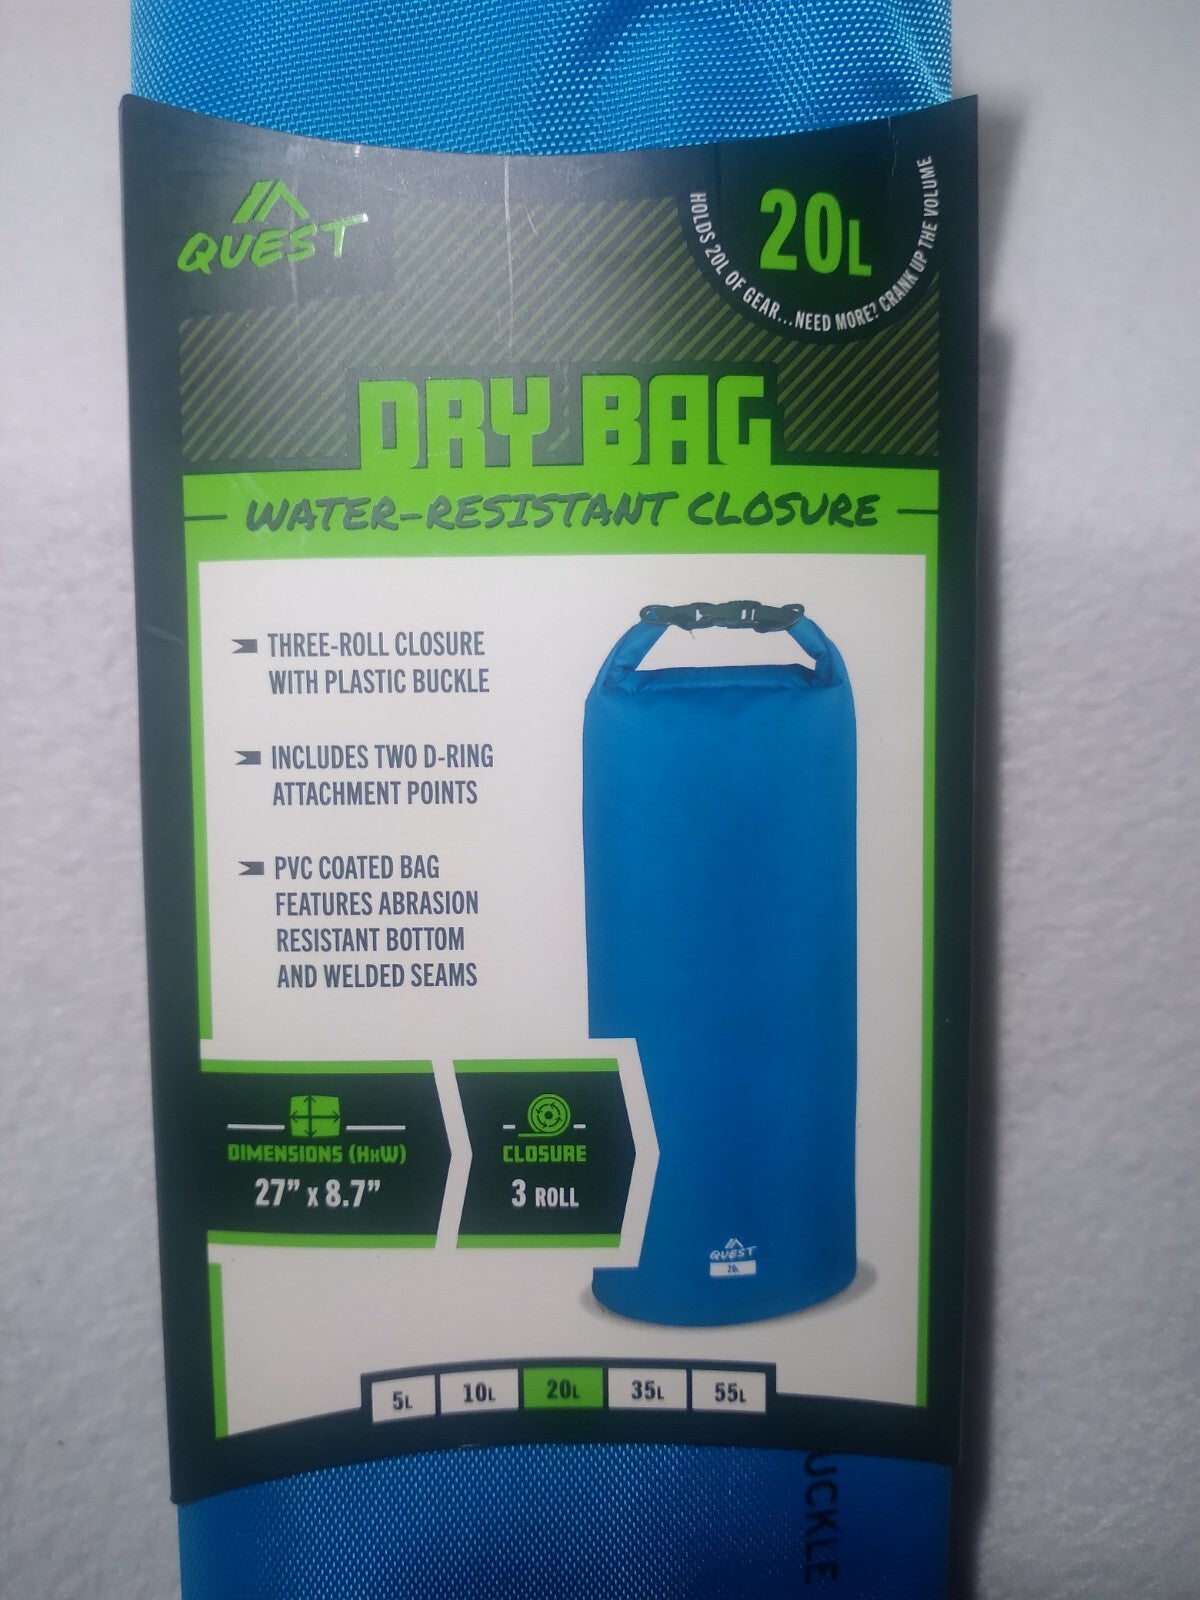 QUEST
20L
HOLDS 20L OF GEAR...NEED MORE? CRANK UP THE VOLUME
DRY BAG
WATER-RESISTANT CLOSURE
THREE-ROLL CLOSURE
WITH PLASTIC BUCKLE
INCLUDES TWO D-RING
ATTACHMENT POINTS
PVC COATED BAG
FEATURES ABRASION
RESISTANT BOTTOM
AND WELDED SEAMS
DIMENSIONS (HxW)
27" x 8.7"
CLOSURE
3 ROLL
QUEST
20L
5L
10L
20L
35L
55L
UCKLE